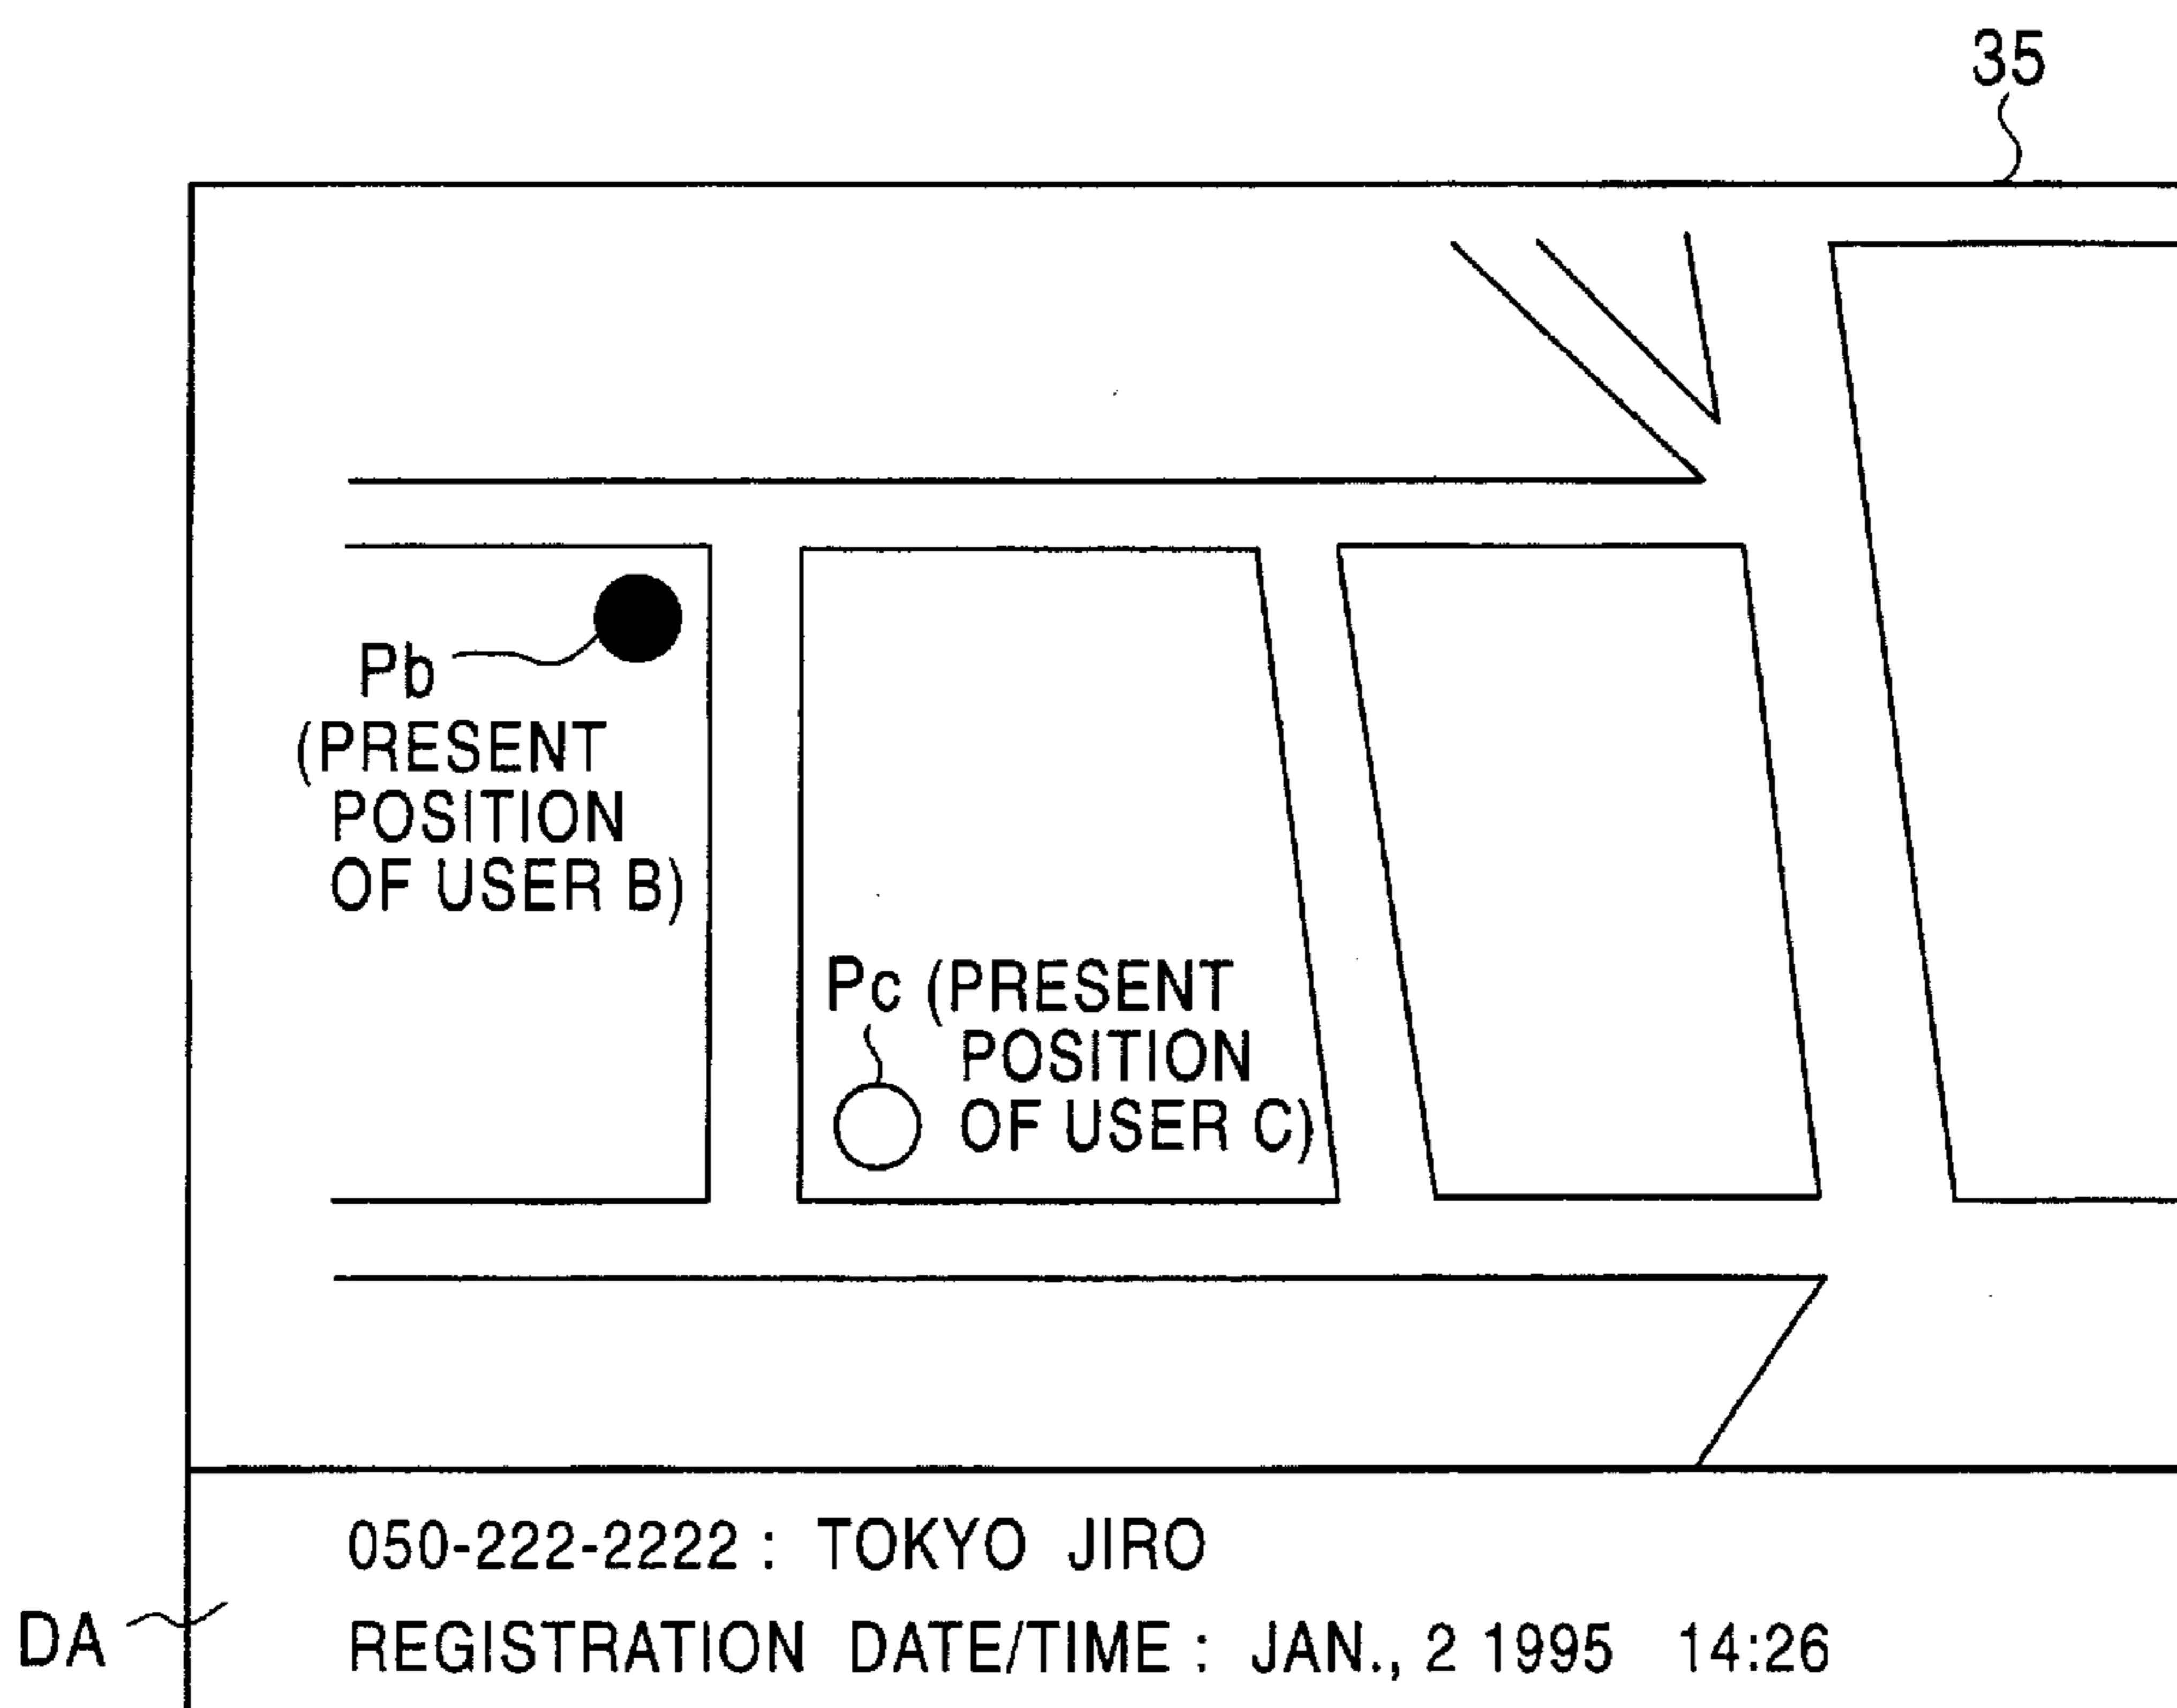 35
Pb
(PRESENT
POSITION
OF USER B)
Pc (PRESENT
POSITION
OF USER C)
050-222-2222 : TOKYO JIRO
DA
REGISTRATION DATE/TIME : JAN., 2 1995 14:26